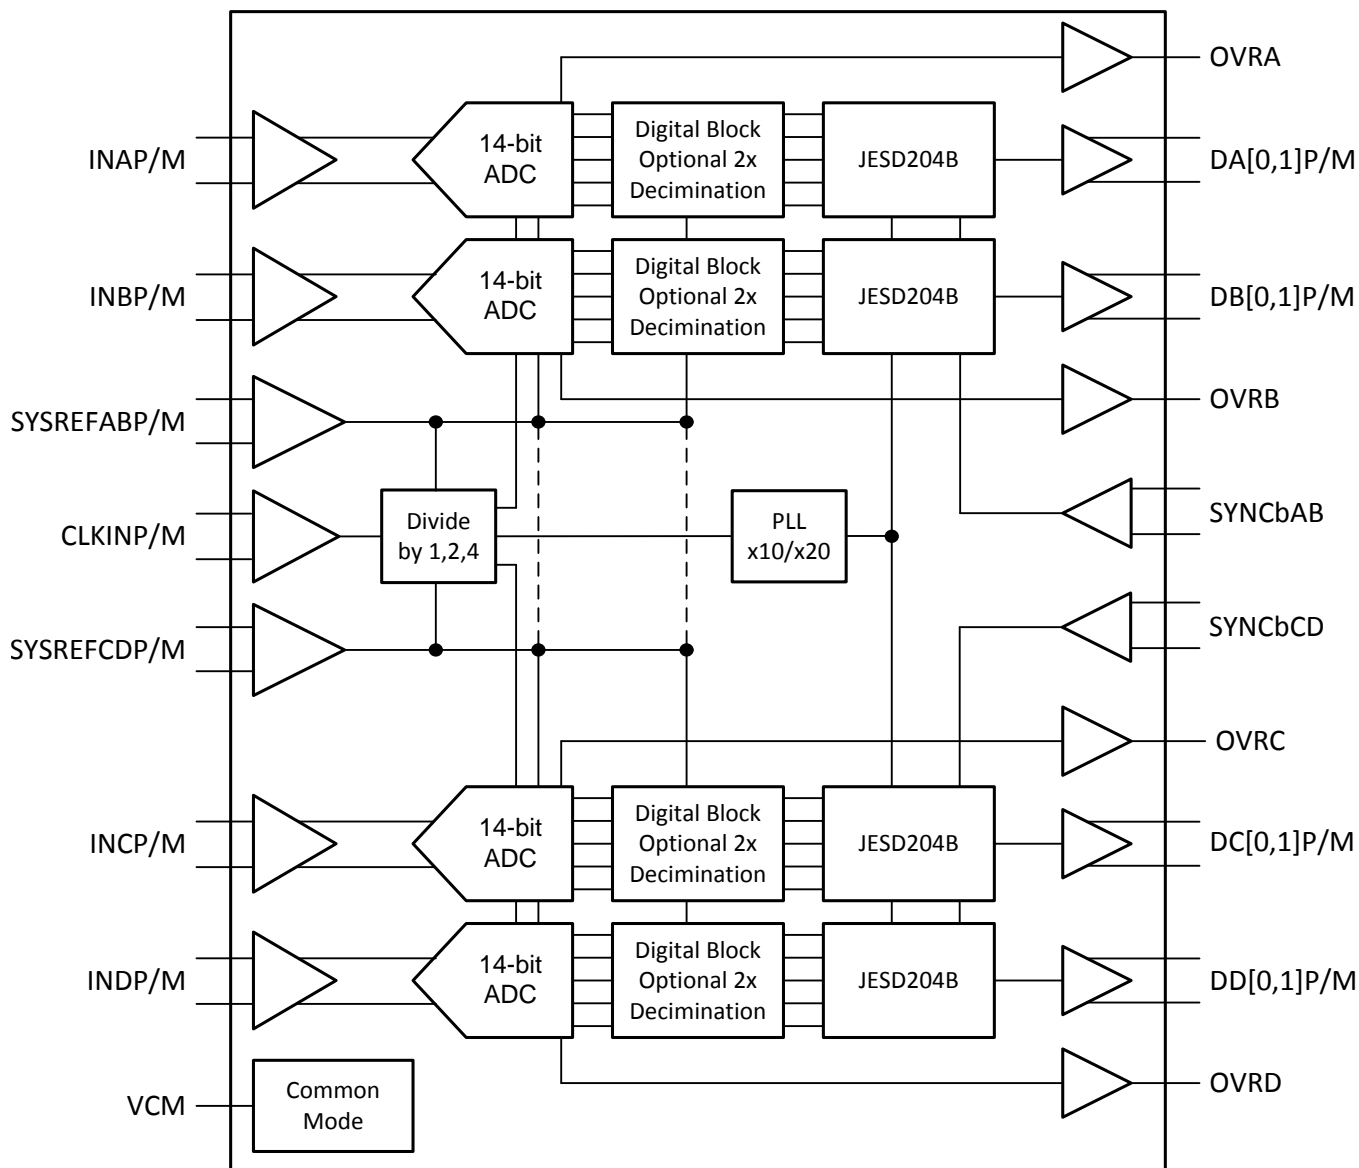 OVRA
INAP/M
14-bit
ADC
Digital Block
Optional 2x
Decimination
JESD204B
DA[0,1]P/M
INBP/M
14-bit
ADC
Digital Block
Optional 2x
Decimination
JESD204B
DB[0,1]P/M
SYSREFABP/M
OVRB
CLKINP/M
Divide
by 1,2,4
PLL
x10/x20
SYNCbAB
SYSREFCDP/M
SYNCbCD
OVRC
INCP/M
14-bit
ADC
Digital Block
Optional 2x
Decimination
JESD204B
DC[0,1]P/M
INDP/M
14-bit
ADC
Digital Block
Optional 2x
Decimination
JESD204B
DD[0,1]P/M
VCM
Common
Mode
OVRD